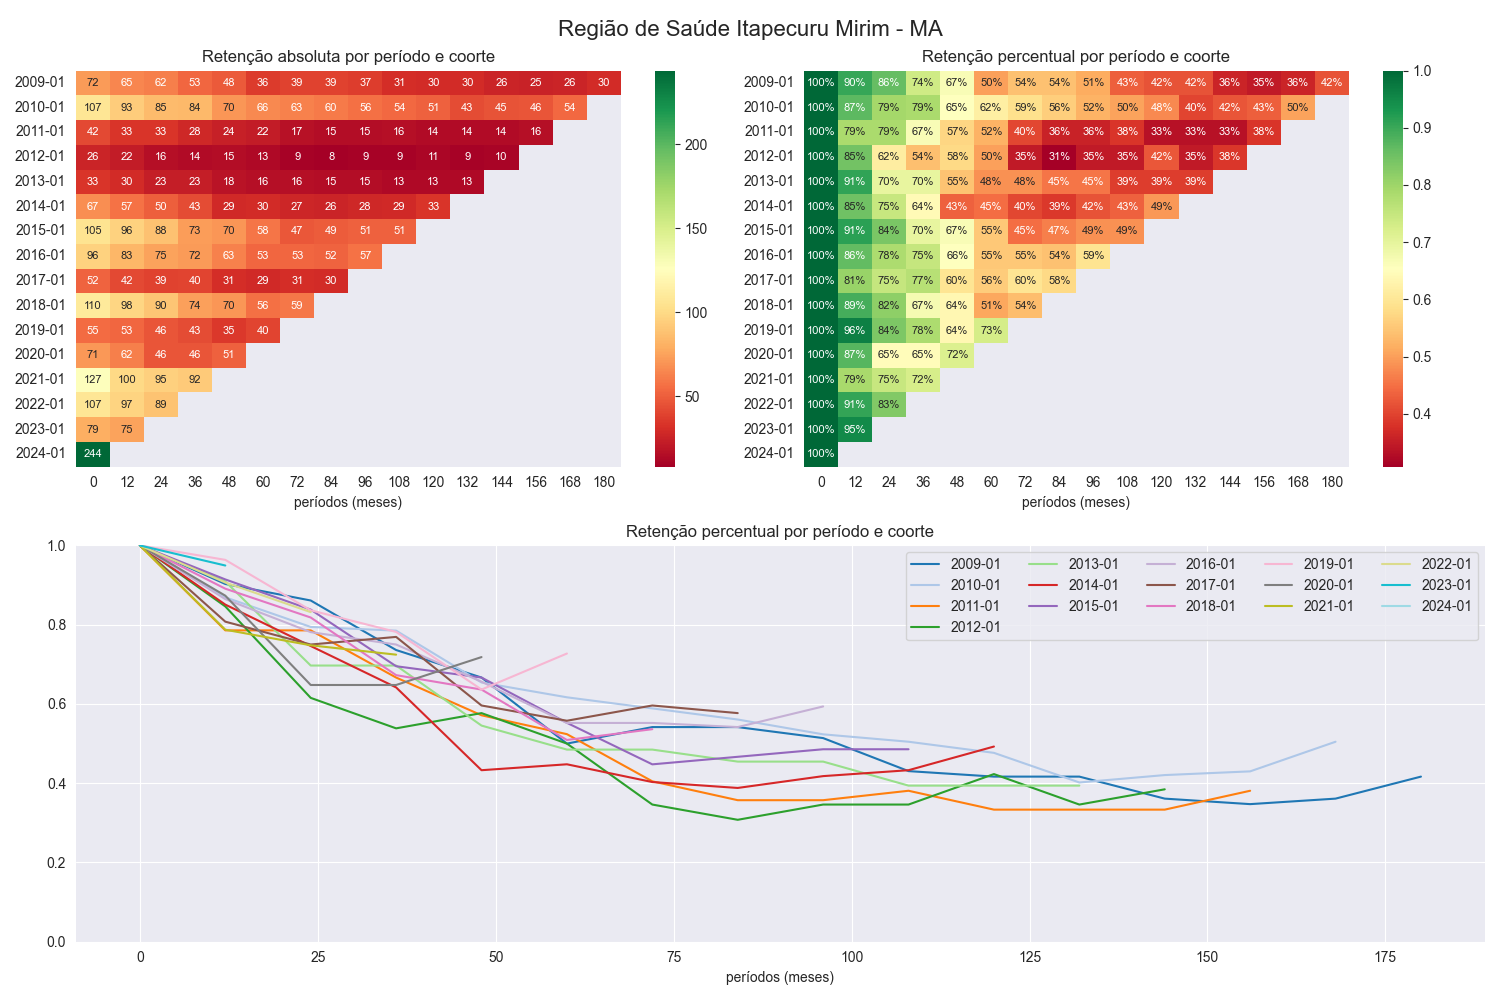 Região de Saúde Itapecuru Mirim - MA
Retenção absoluta por período e coorte
2009-01 72 65 62 53 48 36 39 39 37 31 30 30 26 25 26 30
2010-01 107 93 85 84 70 66 63 60 56 54 51 43 45 46 54
2011-01 42 33 33 28 24 22 17 15 15 16 14 14 14 16
2012-01 26 22 16 14 15 13 9 8 9 9 11 9 10
2013-01 33 30 23 23 18 16 16 15 15 13 13 13
2014-01 67 57 50 43 29 30 27 26 28 29 33
2015-01 105 96 88 73 70 58 47 49 51 51
2016-01 96 83 75 72 63 53 53 52 57
2017-01 52 42 39 40 31 29 31 30
2018-01 110 98 90 74 70 56 59
2019-01 55 53 46 43 35 40
2020-01 71 62 46 46 51
2021-01 127 100 95 92
2022-01 107 97 89
2023-01 79 75
2024-01 244
0 12 24 36 48 60 72 84 96 108 120 132 144 156 168 180
períodos (meses)
200
150
100
50
Retenção percentual por período e coorte
2009-01 100% 90% 86% 74% 67% 50% 54% 54% 51% 43% 42% 42% 36% 35% 36% 42%
2010-01 100% 87% 79% 79% 65% 62% 59% 56% 52% 50% 48% 40% 42% 43% 50%
2011-01 100% 79% 79% 67% 57% 52% 40% 36% 36% 38% 33% 33% 33% 38%
2012-01 100% 85% 62% 54% 58% 50% 35% 31% 35% 35% 42% 35% 38%
2013-01 100% 91% 70% 70% 55% 48% 48% 45% 45% 39% 39% 39%
2014-01 100% 85% 75% 64% 43% 45% 40% 39% 42% 43% 49%
2015-01 100% 91% 84% 70% 67% 55% 45% 47% 49% 49%
2016-01 100% 86% 78% 75% 66% 55% 55% 54% 59%
2017-01 100% 81% 75% 77% 60% 56% 60% 58%
2018-01 100% 89% 82% 67% 64% 51% 54%
2019-01 100% 96% 84% 78% 64% 73%
2020-01 100% 87% 65% 65% 72%
2021-01 100% 79% 75% 72%
2022-01 100% 91% 83%
2023-01 100% 95%
2024-01 100%
0 12 24 36 48 60 72 84 96 108 120 132 144 156 168 180
períodos (meses)
1.0
0.9
0.8
0.7
0.6
0.5
0.4
Retenção percentual por período e coorte
1.0
0.8
0.6
0.4
0.2
0.0
2009-01 2013-01 2016-01 2019-01 2022-01
2010-01 2014-01 2017-01 2020-01 2023-01
2011-01 2015-01 2018-01 2021-01 2024-01
2012-01
0 25 50 75 100 125 150 175
períodos (meses)